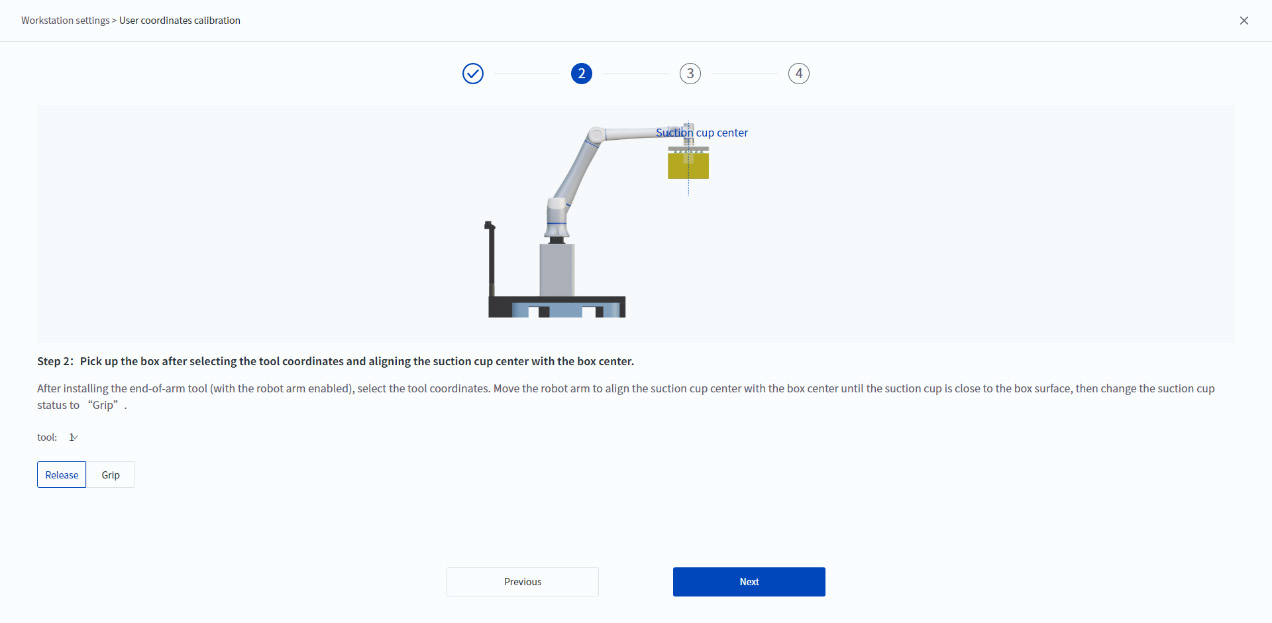 Workstation settings > User coordinates calibration
2
3
4
Suction cup center
Step 2： Pick up the box after selecting the tool coordinates and aligning the suction cup center with the box center.
After installing the end-of-arm tool (with the robot arm enabled), select the tool coordinates. Move the robot arm to align the suction cup center with the box center until the suction cup is close to the box surface, then change the suction cup
status to “Grip”.
tool: 1
Release Grip
Previous Next